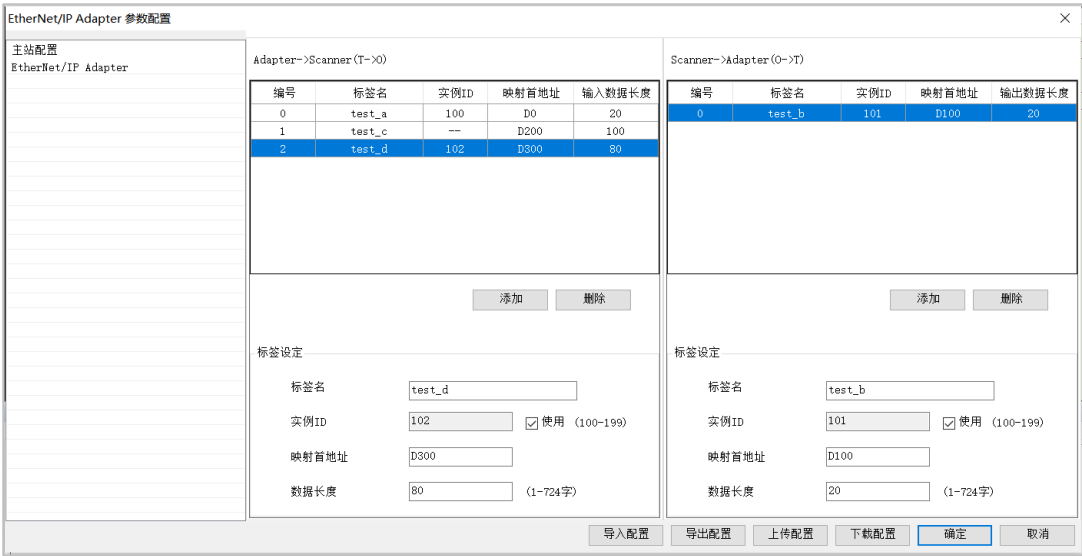 EtherNet/IP Adapter 参数配置
主站配置
EtherNet/IP Adapter
Adapter->Scanner(T->O)
编号 标签名 实例ID 映射首地址 输入数据长度
0 test_a 100 D0 20
1 test_c -- D200 100
2 test_d 102 D300 80
添加 删除
标签设定
标签名 test_d
实例ID 102 使用 (100-199)
映射首地址 D300
数据长度 80 (1-724字)
Scanner->Adapter(O->T)
编号 标签名 实例ID 映射首地址 输出数据长度
0 test_b 101 D100 20
添加 删除
标签设定
标签名 test_b
实例ID 101 使用 (100-199)
映射首地址 D100
数据长度 20 (1-724字)
导入配置 导出配置 上传配置 下载配置 确定 取消